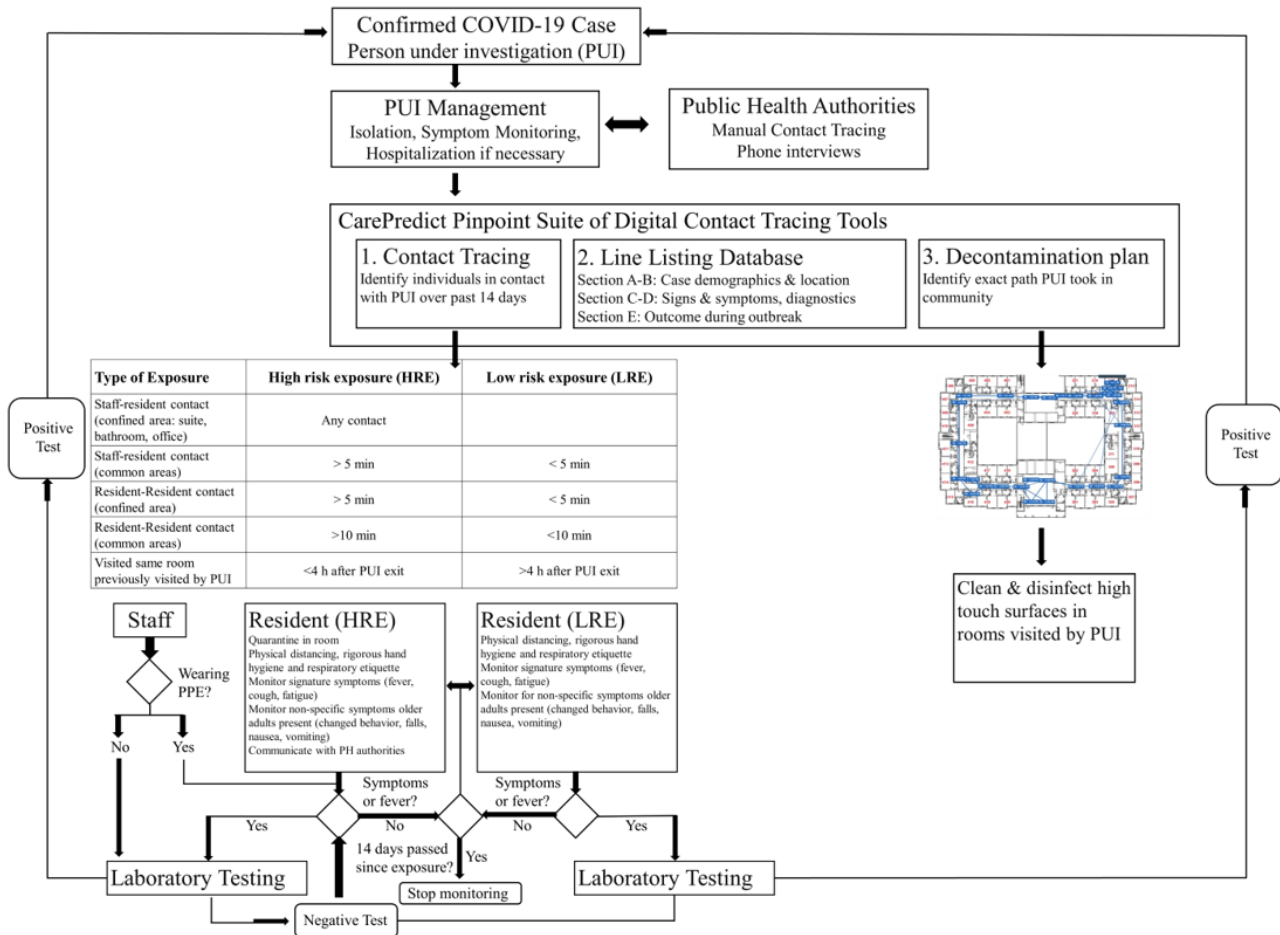 Confirmed COVID-19 Case
Person under investigation (PUI)
PUI Management
Isolation, Symptom Monitoring,
Hospitalization if necessary
Public Health Authorities
Manual Contact Tracing
Phone interviews
CarePredict Pinpoint Suite of Digital Contact Tracing Tools
1. Contact Tracing
Identify individuals in contact
with PUI over past 14 days
2. Line Listing Database
Section A-B: Case demographics & location
Section C-D: Signs & symptoms, diagnostics
Section E: Outcome during outbreak
3. Decontamination plan
Identify exact path PUI took in
community
Type of Exposure High risk exposure (HRE) Low risk exposure (LRE)
Staff-resident contact
(confined area: suite,
bathroom, office)
Any contact
Staff-resident contact
(common areas)
> 5 min < 5 min
Resident-Resident contact
(confined area)
> 5 min < 5 min
Resident-Resident contact
(common areas)
>10 min <10 min
Visited same room
previously visited by PUI
<4 h after PUI exit >4 h after PUI exit
Positive
Test
Positive
Test
Clean & disinfect high
touch surfaces in
rooms visited by PUI
Staff
Wearing
PPE?
No
Yes
Resident (HRE)
Quarantine in room
Physical distancing, rigorous hand
hygiene and respiratory etiquette
Monitor signature symptoms (fever,
cough, fatigue)
Monitor non-specific symptoms older
adults present (changed behavior, falls,
nausea, vomiting)
Communicate with PH authorities
Resident (LRE)
Physical distancing, rigorous hand
hygiene and respiratory etiquette
Monitor signature symptoms (fever,
cough, fatigue)
Monitor for non-specific symptoms older
adults present (changed behavior, falls,
nausea, vomiting)
Symptoms
or fever?
Symptoms
or fever?
Yes
No
No
Yes
14 days passed
since exposure?
Yes
Laboratory Testing
Stop monitoring
Laboratory Testing
Negative Test